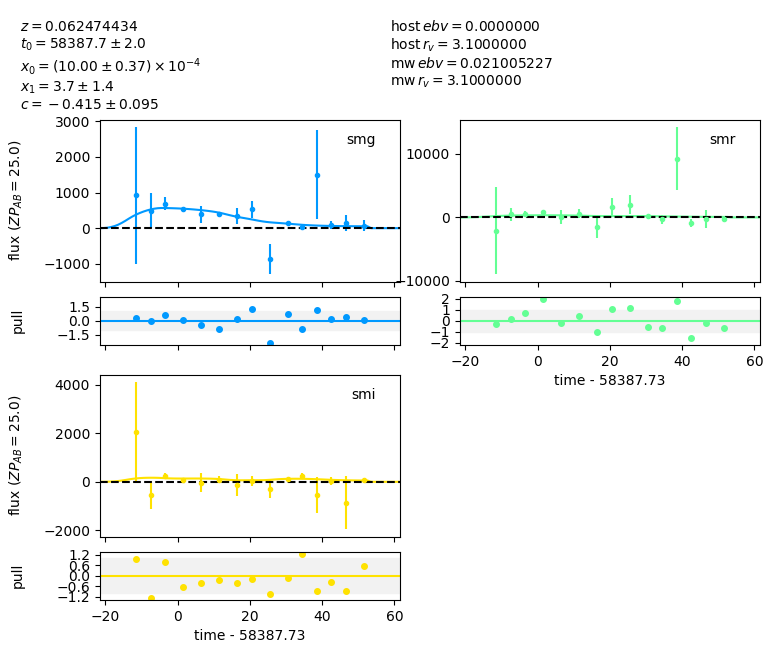 z = 0.062474434
t₀ = 58387.7 ± 2.0
x₀ = (10.00 ± 0.37) × 10⁻⁴
x₁ = 3.7 ± 1.4
c = −0.415 ± 0.095
host ebv = 0.0000000
host r_v = 3.1000000
mw ebv = 0.021005227
mw r_v = 3.1000000
flux (ZP_AB = 25.0)
3000
2000
1000
0
−1000
smg
10000
0
−10000
smr
pull
1.5
0.0
−1.5
2
1
0
−1
−2
−20 0 20 40 60
time - 58387.73
flux (ZP_AB = 25.0)
4000
2000
0
−2000
smi
pull
1.2
0.6
0.0
−0.6
−1.2
−20 0 20 40 60
time - 58387.73